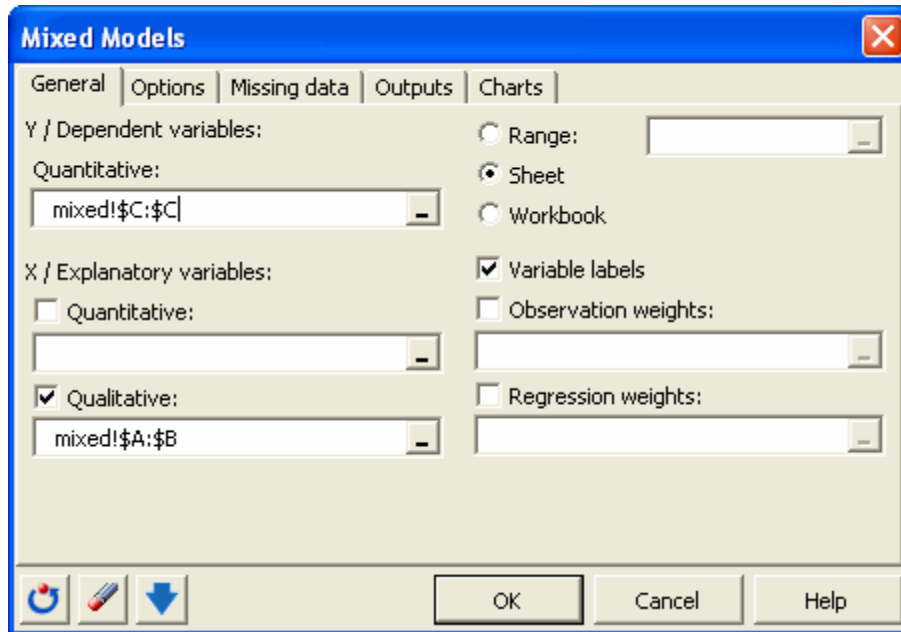 Mixed Models
General Options Missing data Outputs Charts
Y / Dependent variables:
Quantitative:
mixed!$C:$C
X / Explanatory variables:
Quantitative:
Qualitative:
mixed!$A:$B
Range:
Sheet
Workbook
Variable labels
Observation weights:
Regression weights:
OK Cancel Help